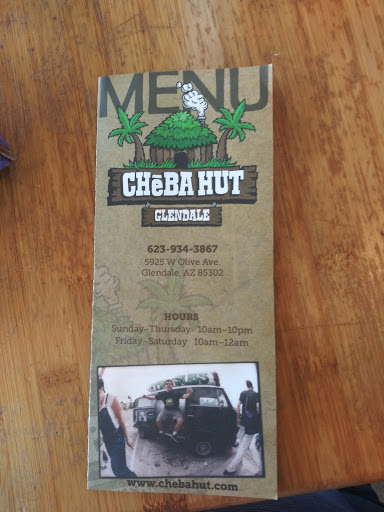 MENU
CHēBA HUT
GLENDALE
623-934-3867
5925 W Olive Ave.
Glendale, AZ 85302
HOURS
Sunday–Thursday 10am–10pm
Friday–Saturday 10am–12am
www.chebahut.com